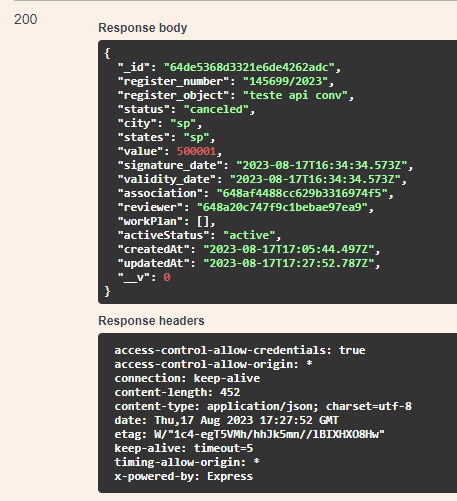 200
Response body
{
  "_id": "64de5368d3321e6de4262adc",
  "register_number": "145699/2023",
  "register_object": "teste api conv",
  "status": "canceled",
  "city": "sp",
  "states": "sp",
  "value": 500001,
  "signature_date": "2023-08-17T16:34:34.573Z",
  "validity_date": "2023-08-17T16:34:34.573Z",
  "association": "648af4488cc629b3316974f5",
  "reviewer": "648a20c747f9c1bebae97ea9",
  "workPlan": [],
  "activeStatus": "active",
  "createdAt": "2023-08-17T17:05:44.497Z",
  "updatedAt": "2023-08-17T17:27:52.787Z",
  "__v": 0
}
Response headers
access-control-allow-credentials: true
access-control-allow-origin: *
connection: keep-alive
content-length: 452
content-type: application/json; charset=utf-8
date: Thu,17 Aug 2023 17:27:52 GMT
etag: W/"1c4-egT5VMh/hhJk5mn//lBIXHXO8Hw"
keep-alive: timeout=5
timing-allow-origin: *
x-powered-by: Express